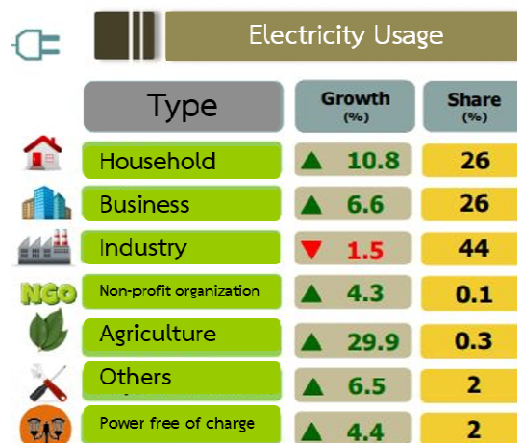 Electricity Usage
Type Growth (%) Share (%)
Household ▲ 10.8 26
Business ▲ 6.6 26
Industry ▼ 1.5 44
NGO Non-profit organization ▲ 4.3 0.1
Agriculture ▲ 29.9 0.3
Others ▲ 6.5 2
Power free of charge ▲ 4.4 2